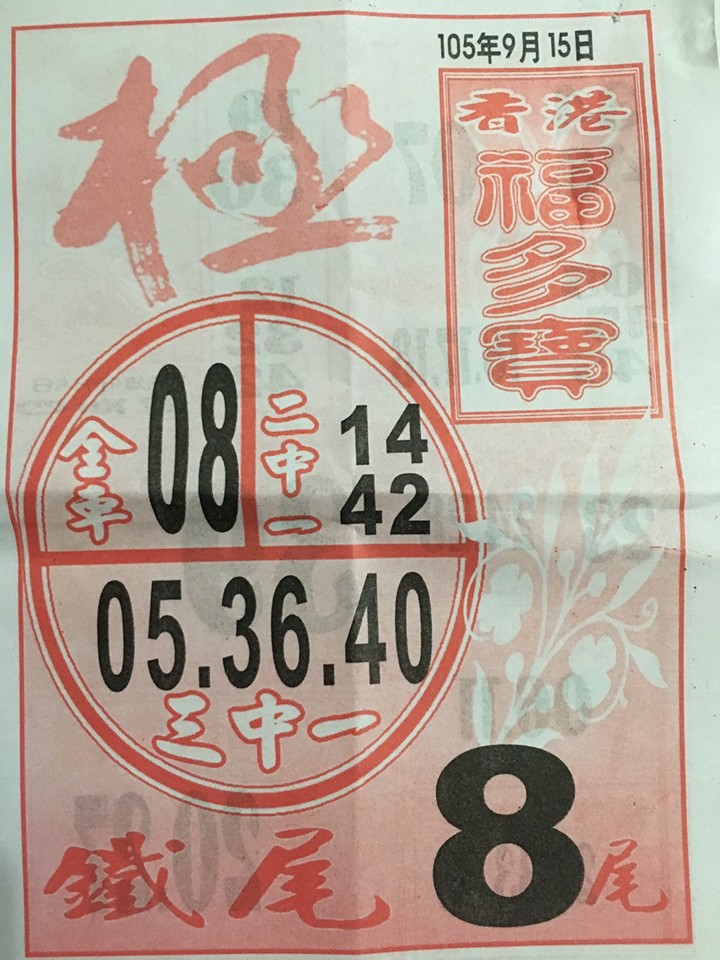 105年9月15日
極
香港
福多寶
全車
08
二中一
14
42
05.36.40
三中一
鐵尾 8尾